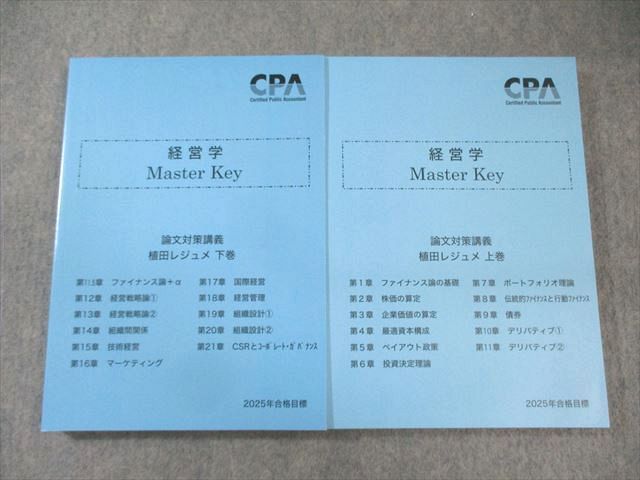 CPA
Certified Public Accountant
経営学
Master Key
論文対策講義
植田レジュメ 下巻
第11.5章 ファイナンス論+α
第12章 経営戦略論①
第13章 経営戦略論②
第14章 組織間関係
第15章 技術経営
第16章 マーケティング
第17章 国際経営
第18章 経営管理
第19章 組織設計①
第20章 組織設計②
第21章 CSRとｺｰﾎﾟﾚｰﾄ・ｶﾞﾊﾞﾅﾝｽ
2025年合格目標
CPA
Certified Public Accountant
経営学
Master Key
論文対策講義
植田レジュメ 上巻
第1章 ファイナンス論の基礎
第2章 株価の算定
第3章 企業価値の算定
第4章 最適資本構成
第5章 ペイアウト政策
第6章 投資決定理論
第7章 ポートフォリオ理論
第8章 伝統的ﾌｧｲﾅﾝｽと行動ﾌｧｲﾅﾝｽ
第9章 債券
第10章 デリバティブ①
第11章 デリバティブ②
2025年合格目標